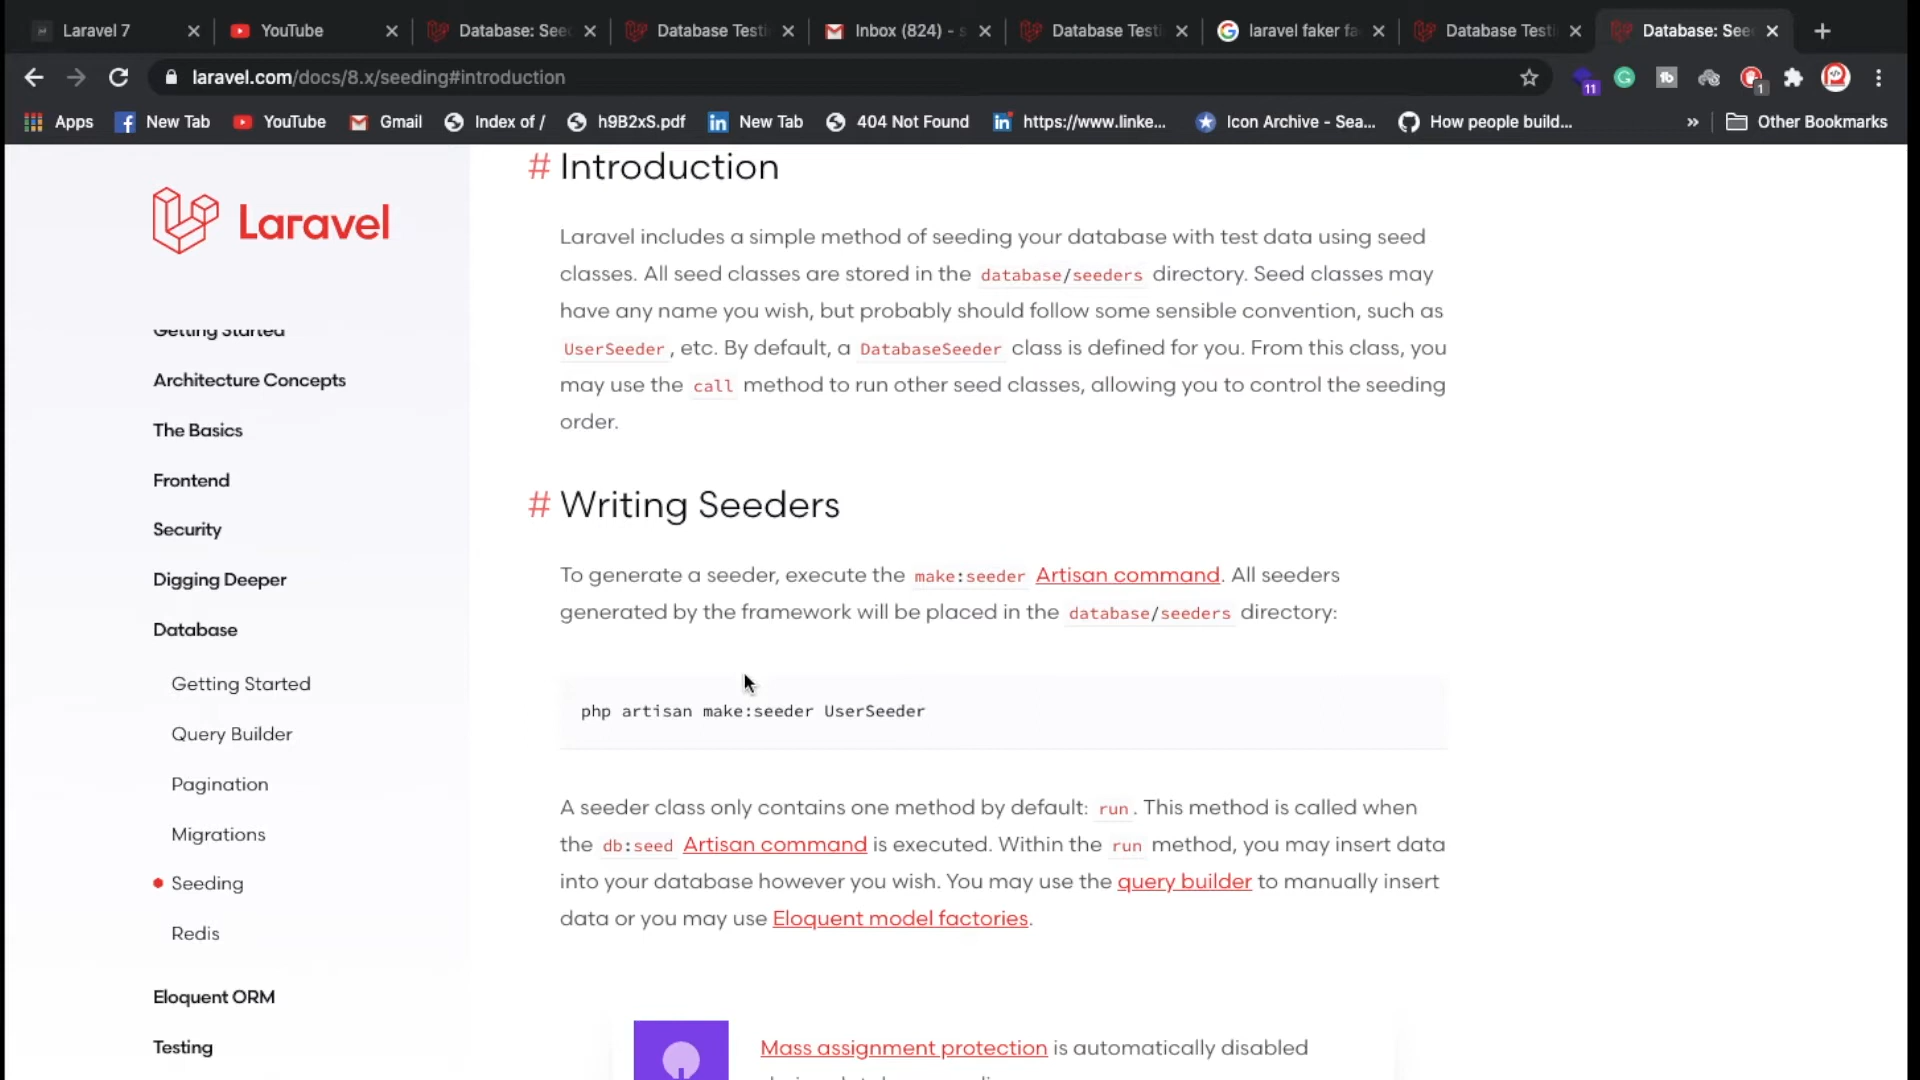 Laravel 7
YouTube
Database: See
Database Testi
Inbox (824) - s
Database Testi
laravel faker fa
Database Testi
Database: See
laravel.com/docs/8.x/seeding#introduction
11
1
Apps
New Tab
YouTube
Gmail
Index of /
h9B2xS.pdf
New Tab
404 Not Found
https://www.linke...
Icon Archive - Sea...
How people build...
»
Other Bookmarks
Laravel
Getting Started
Architecture Concepts
The Basics
Frontend
Security
Digging Deeper
Database
Getting Started
Query Builder
Pagination
Migrations
Seeding
Redis
Eloquent ORM
Testing
# Introduction
Laravel includes a simple method of seeding your database with test data using seed
classes. All seed classes are stored in the database/seeders directory. Seed classes may
have any name you wish, but probably should follow some sensible convention, such as
UserSeeder, etc. By default, a DatabaseSeeder class is defined for you. From this class, you
may use the call method to run other seed classes, allowing you to control the seeding
order.
# Writing Seeders
To generate a seeder, execute the make:seeder Artisan command. All seeders
generated by the framework will be placed in the database/seeders directory:
php artisan make:seeder UserSeeder
A seeder class only contains one method by default: run. This method is called when
the db:seed Artisan command is executed. Within the run method, you may insert data
into your database however you wish. You may use the query builder to manually insert
data or you may use Eloquent model factories.
Mass assignment protection is automatically disabled